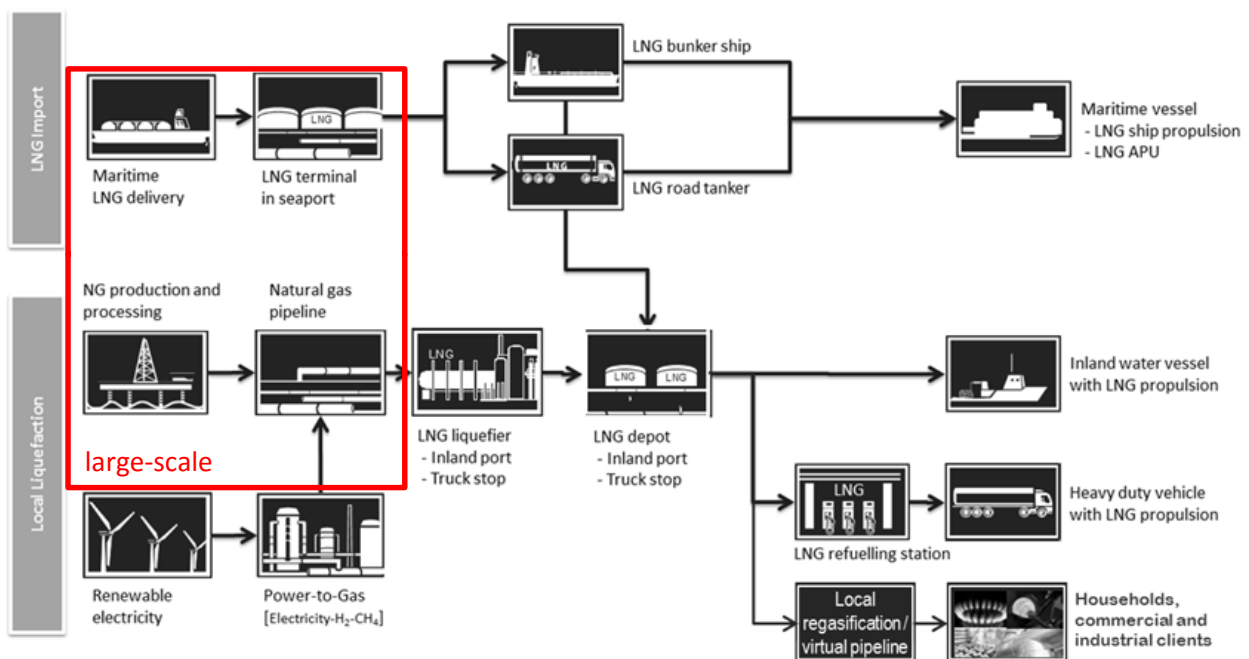 LNG Import
LNG bunker ship
LNG
Maritime
LNG delivery
LNG terminal
in seaport
LNG
LNG road tanker
Maritime vessel
- LNG ship propulsion
- LNG APU
Local Liquefaction
NG production and
processing
Natural gas
pipeline
large-scale
LNG
LNG liquefier
- Inland port
- Truck stop
LNG
LNG
LNG depot
- Inland port
- Truck stop
Inland water vessel
with LNG propulsion
LNG
LNG refuelling station
Heavy duty vehicle
with LNG propulsion
Renewable
electricity
Power-to-Gas
[Electricity-H₂-CH₄]
Local
regasification /
virtual pipeline
Households,
commercial and
industrial clients